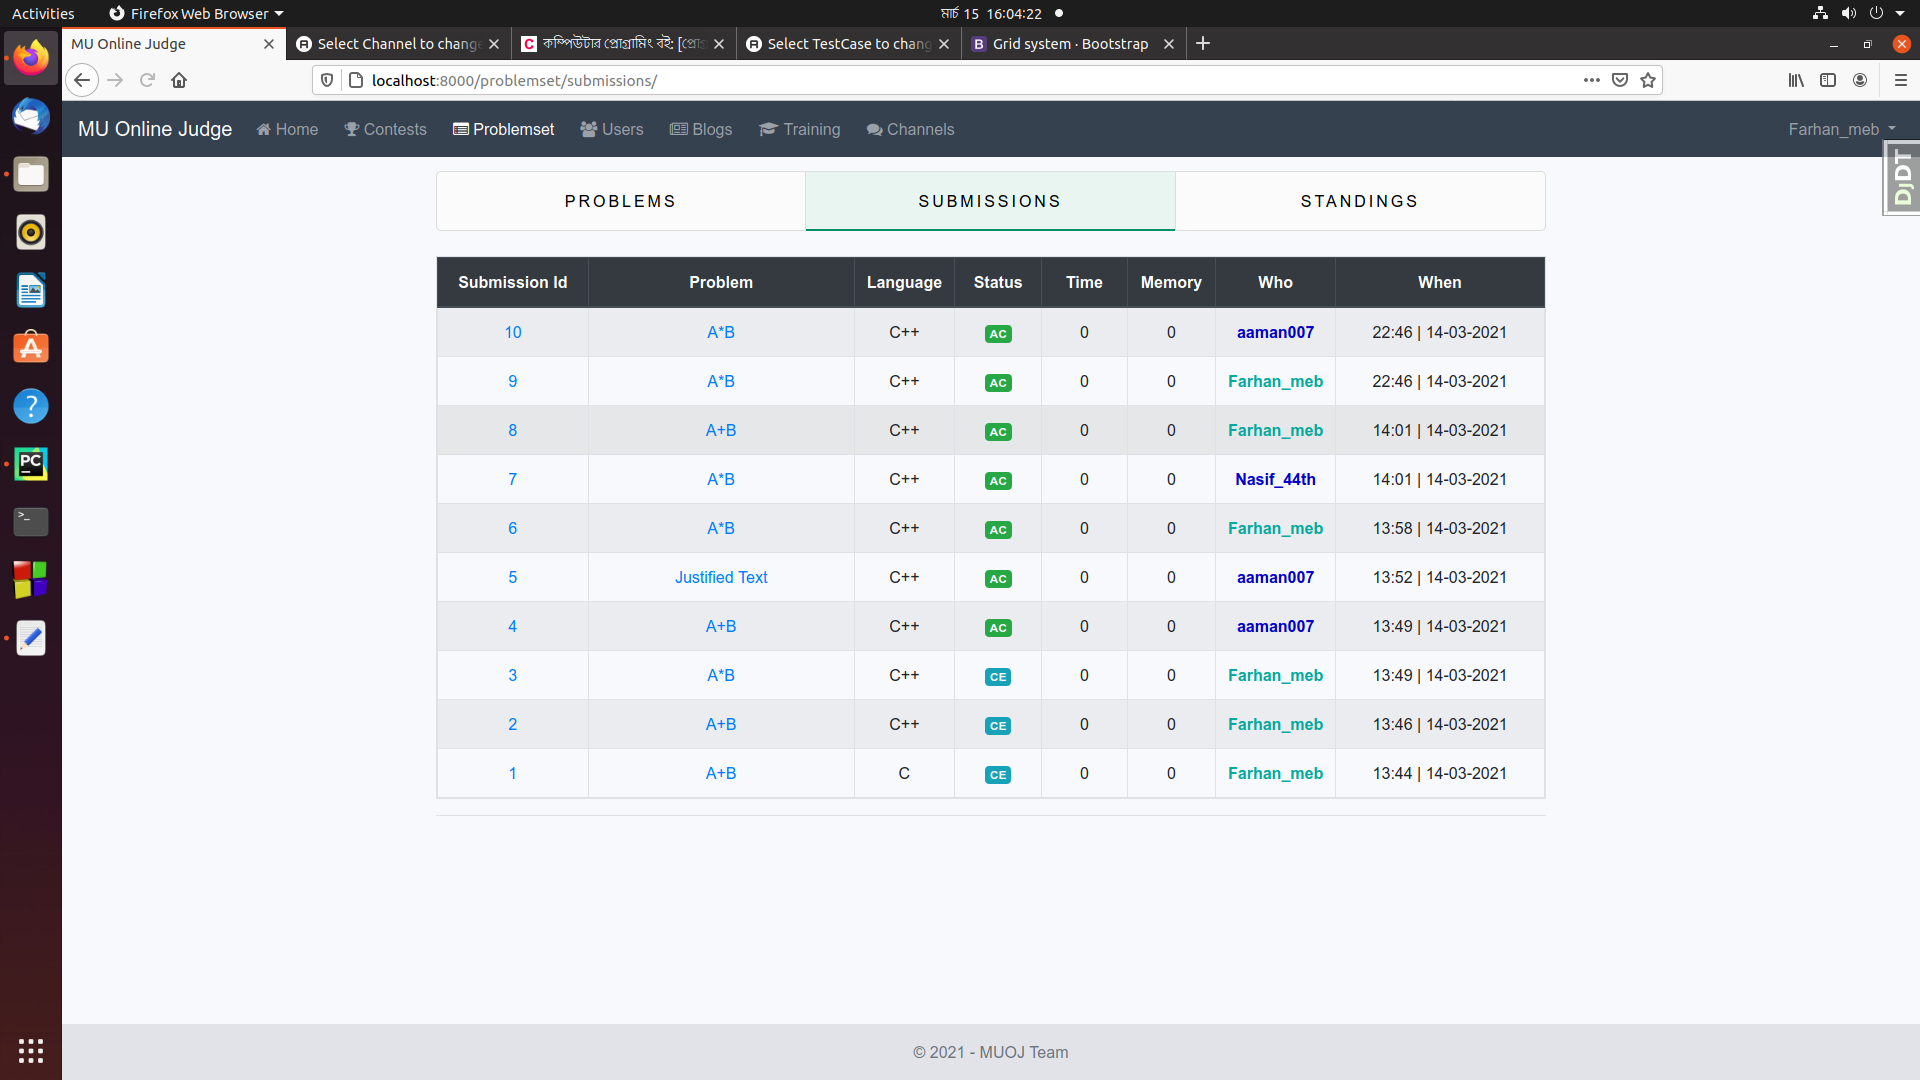 Activities Firefox Web Browser মার্চ 15 16:04:22
MU Online Judge Select Channel to change কম্পিউটার প্রোগ্রামিং বই: [প্রোগ্র Select TestCase to chang Grid system · Bootstrap
localhost:8000/problemset/submissions/
MU Online Judge Home Contests Problemset Users Blogs Training Channels Farhan_meb
DjDT
PROBLEMS SUBMISSIONS STANDINGS
Submission Id Problem Language Status Time Memory Who When
10 A*B C++ AC 0 0 aaman007 22:46 | 14-03-2021
9 A*B C++ AC 0 0 Farhan_meb 22:46 | 14-03-2021
8 A+B C++ AC 0 0 Farhan_meb 14:01 | 14-03-2021
7 A*B C++ AC 0 0 Nasif_44th 14:01 | 14-03-2021
6 A*B C++ AC 0 0 Farhan_meb 13:58 | 14-03-2021
5 Justified Text C++ AC 0 0 aaman007 13:52 | 14-03-2021
4 A+B C++ AC 0 0 aaman007 13:49 | 14-03-2021
3 A*B C++ CE 0 0 Farhan_meb 13:49 | 14-03-2021
2 A+B C++ CE 0 0 Farhan_meb 13:46 | 14-03-2021
1 A+B C CE 0 0 Farhan_meb 13:44 | 14-03-2021
© 2021 - MUOJ Team